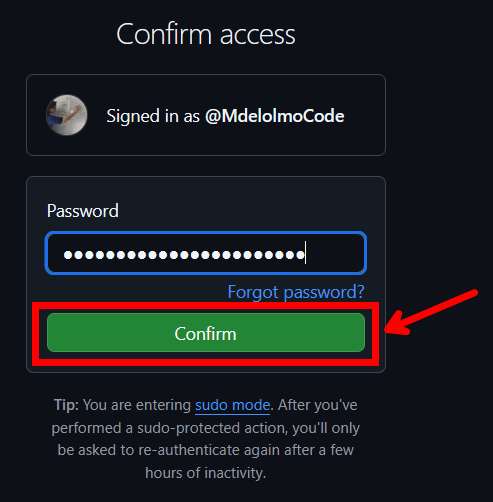 Confirm access
Signed in as @MdelolmoCode
Password
•••••••••••••••••••••••
Forgot password?
Confirm
Tip: You are entering sudo mode. After you've
performed a sudo-protected action, you'll only
be asked to re-authenticate again after a few
hours of inactivity.